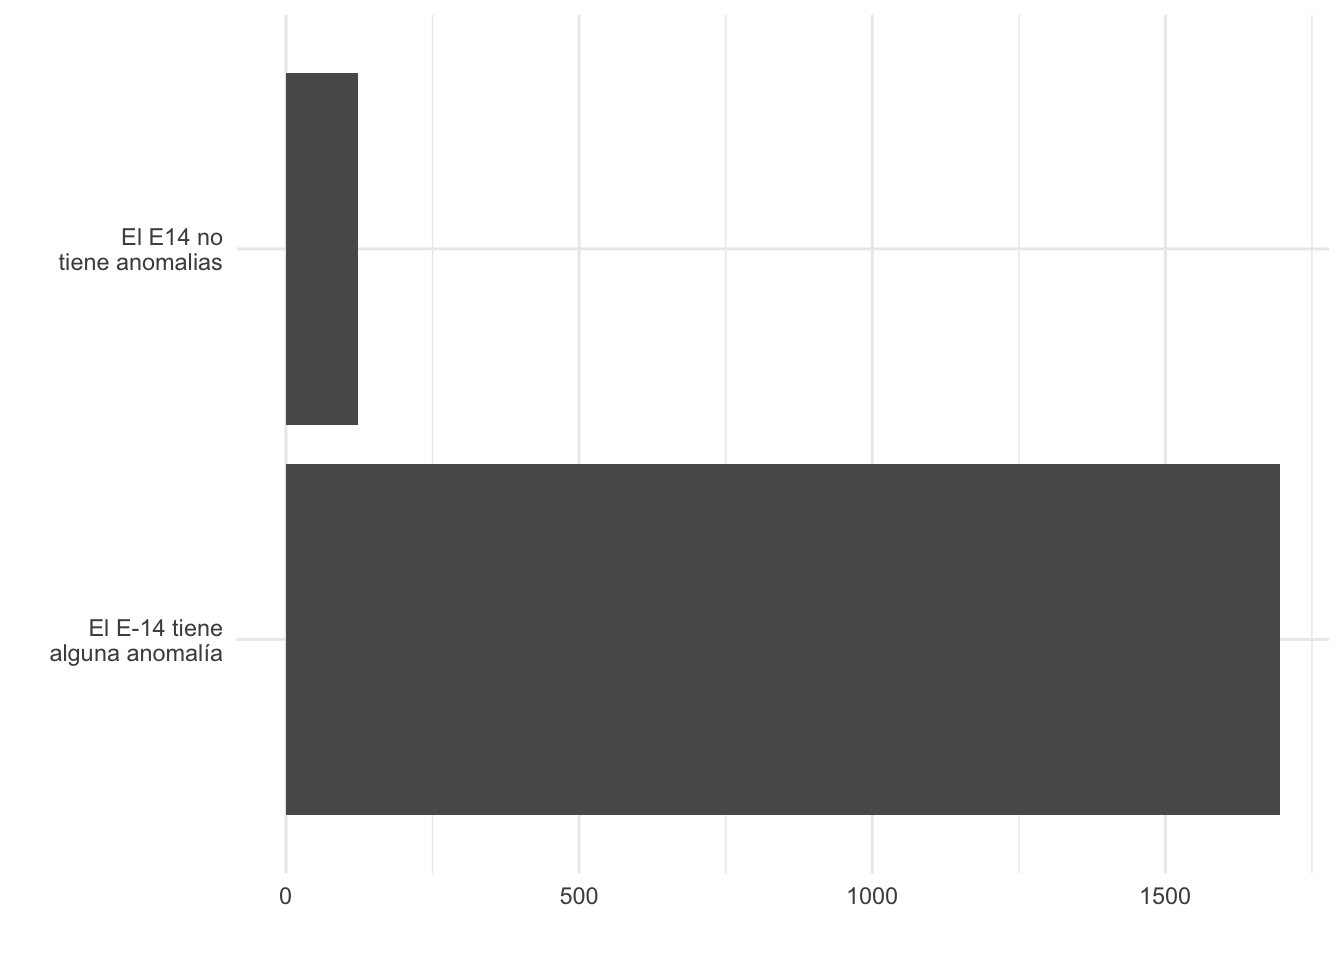 El E14 no
tiene anomalias
El E-14 tiene
alguna anomalía
0 500 1000 1500